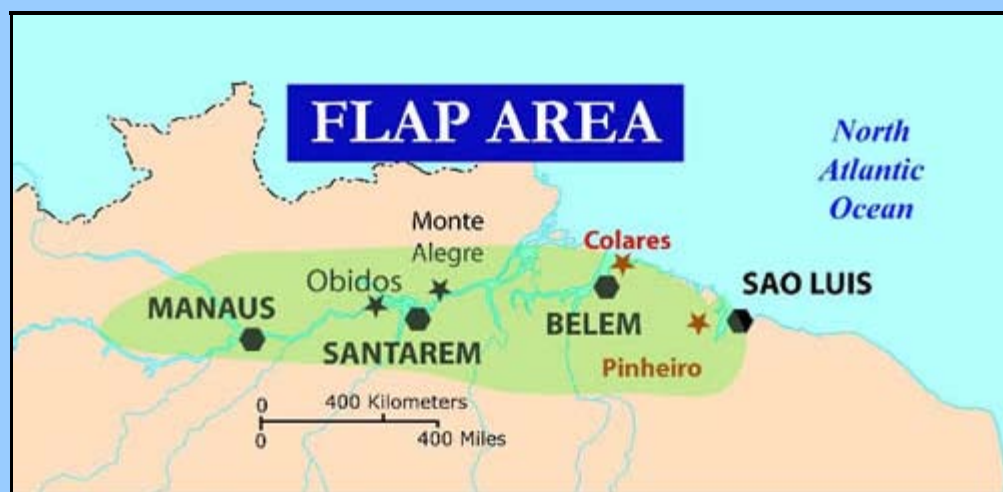 FLAP AREA
North
Atlantic
Ocean
Monte
Alegre
Colares
Obidos
SAO LUIS
MANAUS
BELEM
SANTAREM
Pinheiro
0 400 Kilometers
0 400 Miles